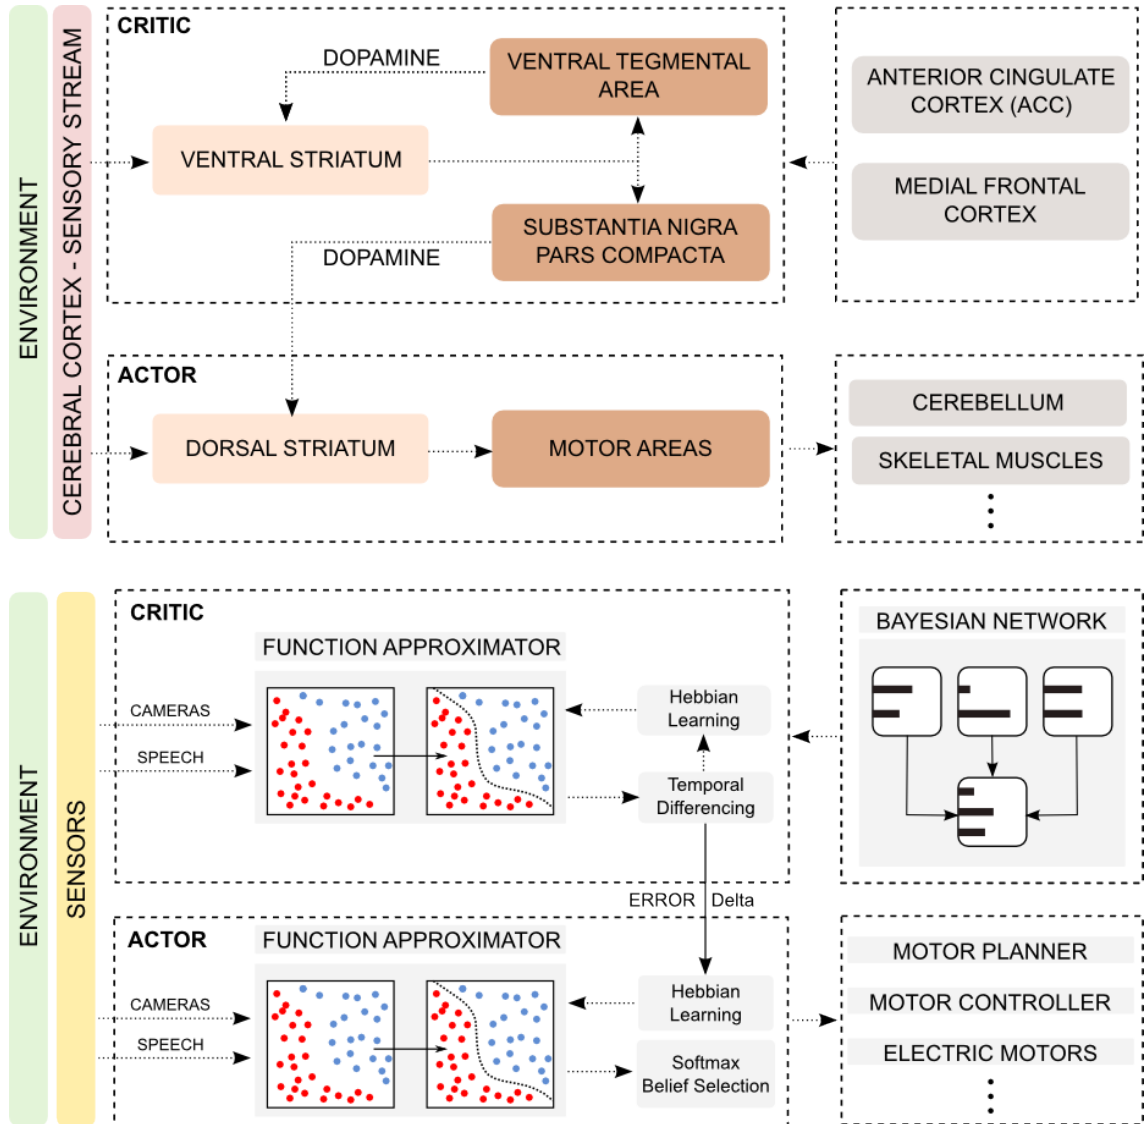 ENVIRONMENT
CEREBRAL CORTEX - SENSORY STREAM
CRITIC
DOPAMINE
VENTRAL TEGMENTAL
AREA
VENTRAL STRIATUM
SUBSTANTIA NIGRA
PARS COMPACTA
DOPAMINE
ANTERIOR CINGULATE
CORTEX (ACC)
MEDIAL FRONTAL
CORTEX
ACTOR
DORSAL STRIATUM
MOTOR AREAS
CEREBELLUM
SKELETAL MUSCLES
ENVIRONMENT
SENSORS
CRITIC
FUNCTION APPROXIMATOR
CAMERAS
SPEECH
Hebbian
Learning
Temporal
Differencing
BAYESIAN NETWORK
ERROR
Delta
ACTOR
FUNCTION APPROXIMATOR
CAMERAS
SPEECH
Hebbian
Learning
Softmax
Belief Selection
MOTOR PLANNER
MOTOR CONTROLLER
ELECTRIC MOTORS